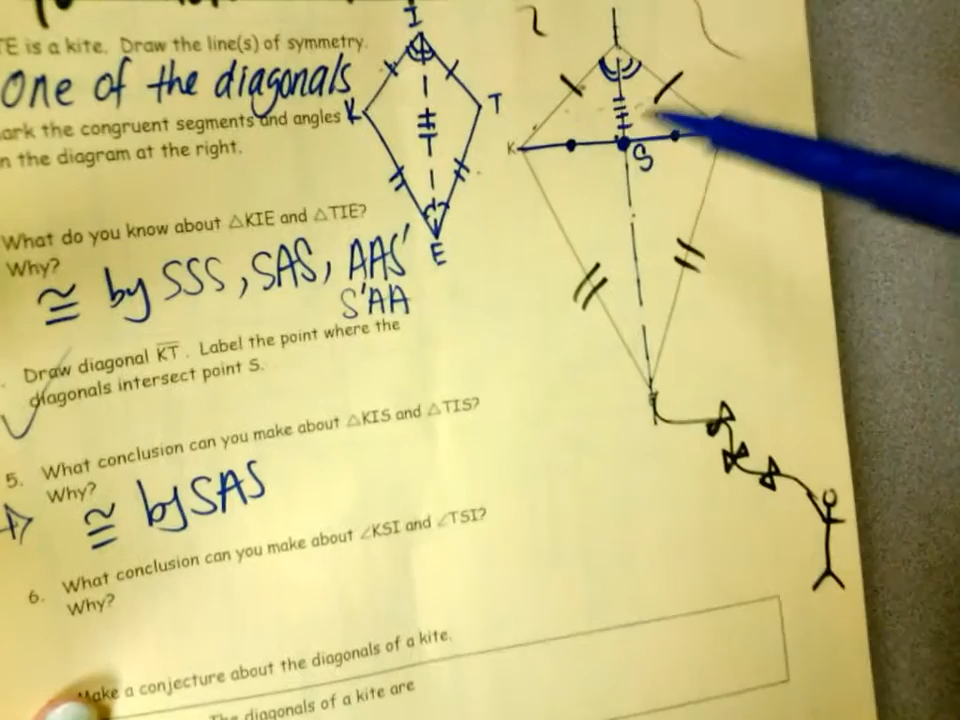 TE is a kite. Draw the line(s) of symmetry.
One of the diagonals
ark the congruent segments and angles
n the diagram at the right.
I
K
T
E
K
S
What do you know about △KIE and △TIE?
Why?
≅ by SSS, SAS, AAS'
S'AA
Draw diagonal K̅T̅. Label the point where the
diagonals intersect point S.
5. What conclusion can you make about △KIS and △TIS?
Why?
≅ by SAS
6. What conclusion can you make about ∠KSI and ∠TSI?
Why?
Make a conjecture about the diagonals of a kite.
The diagonals of a kite are